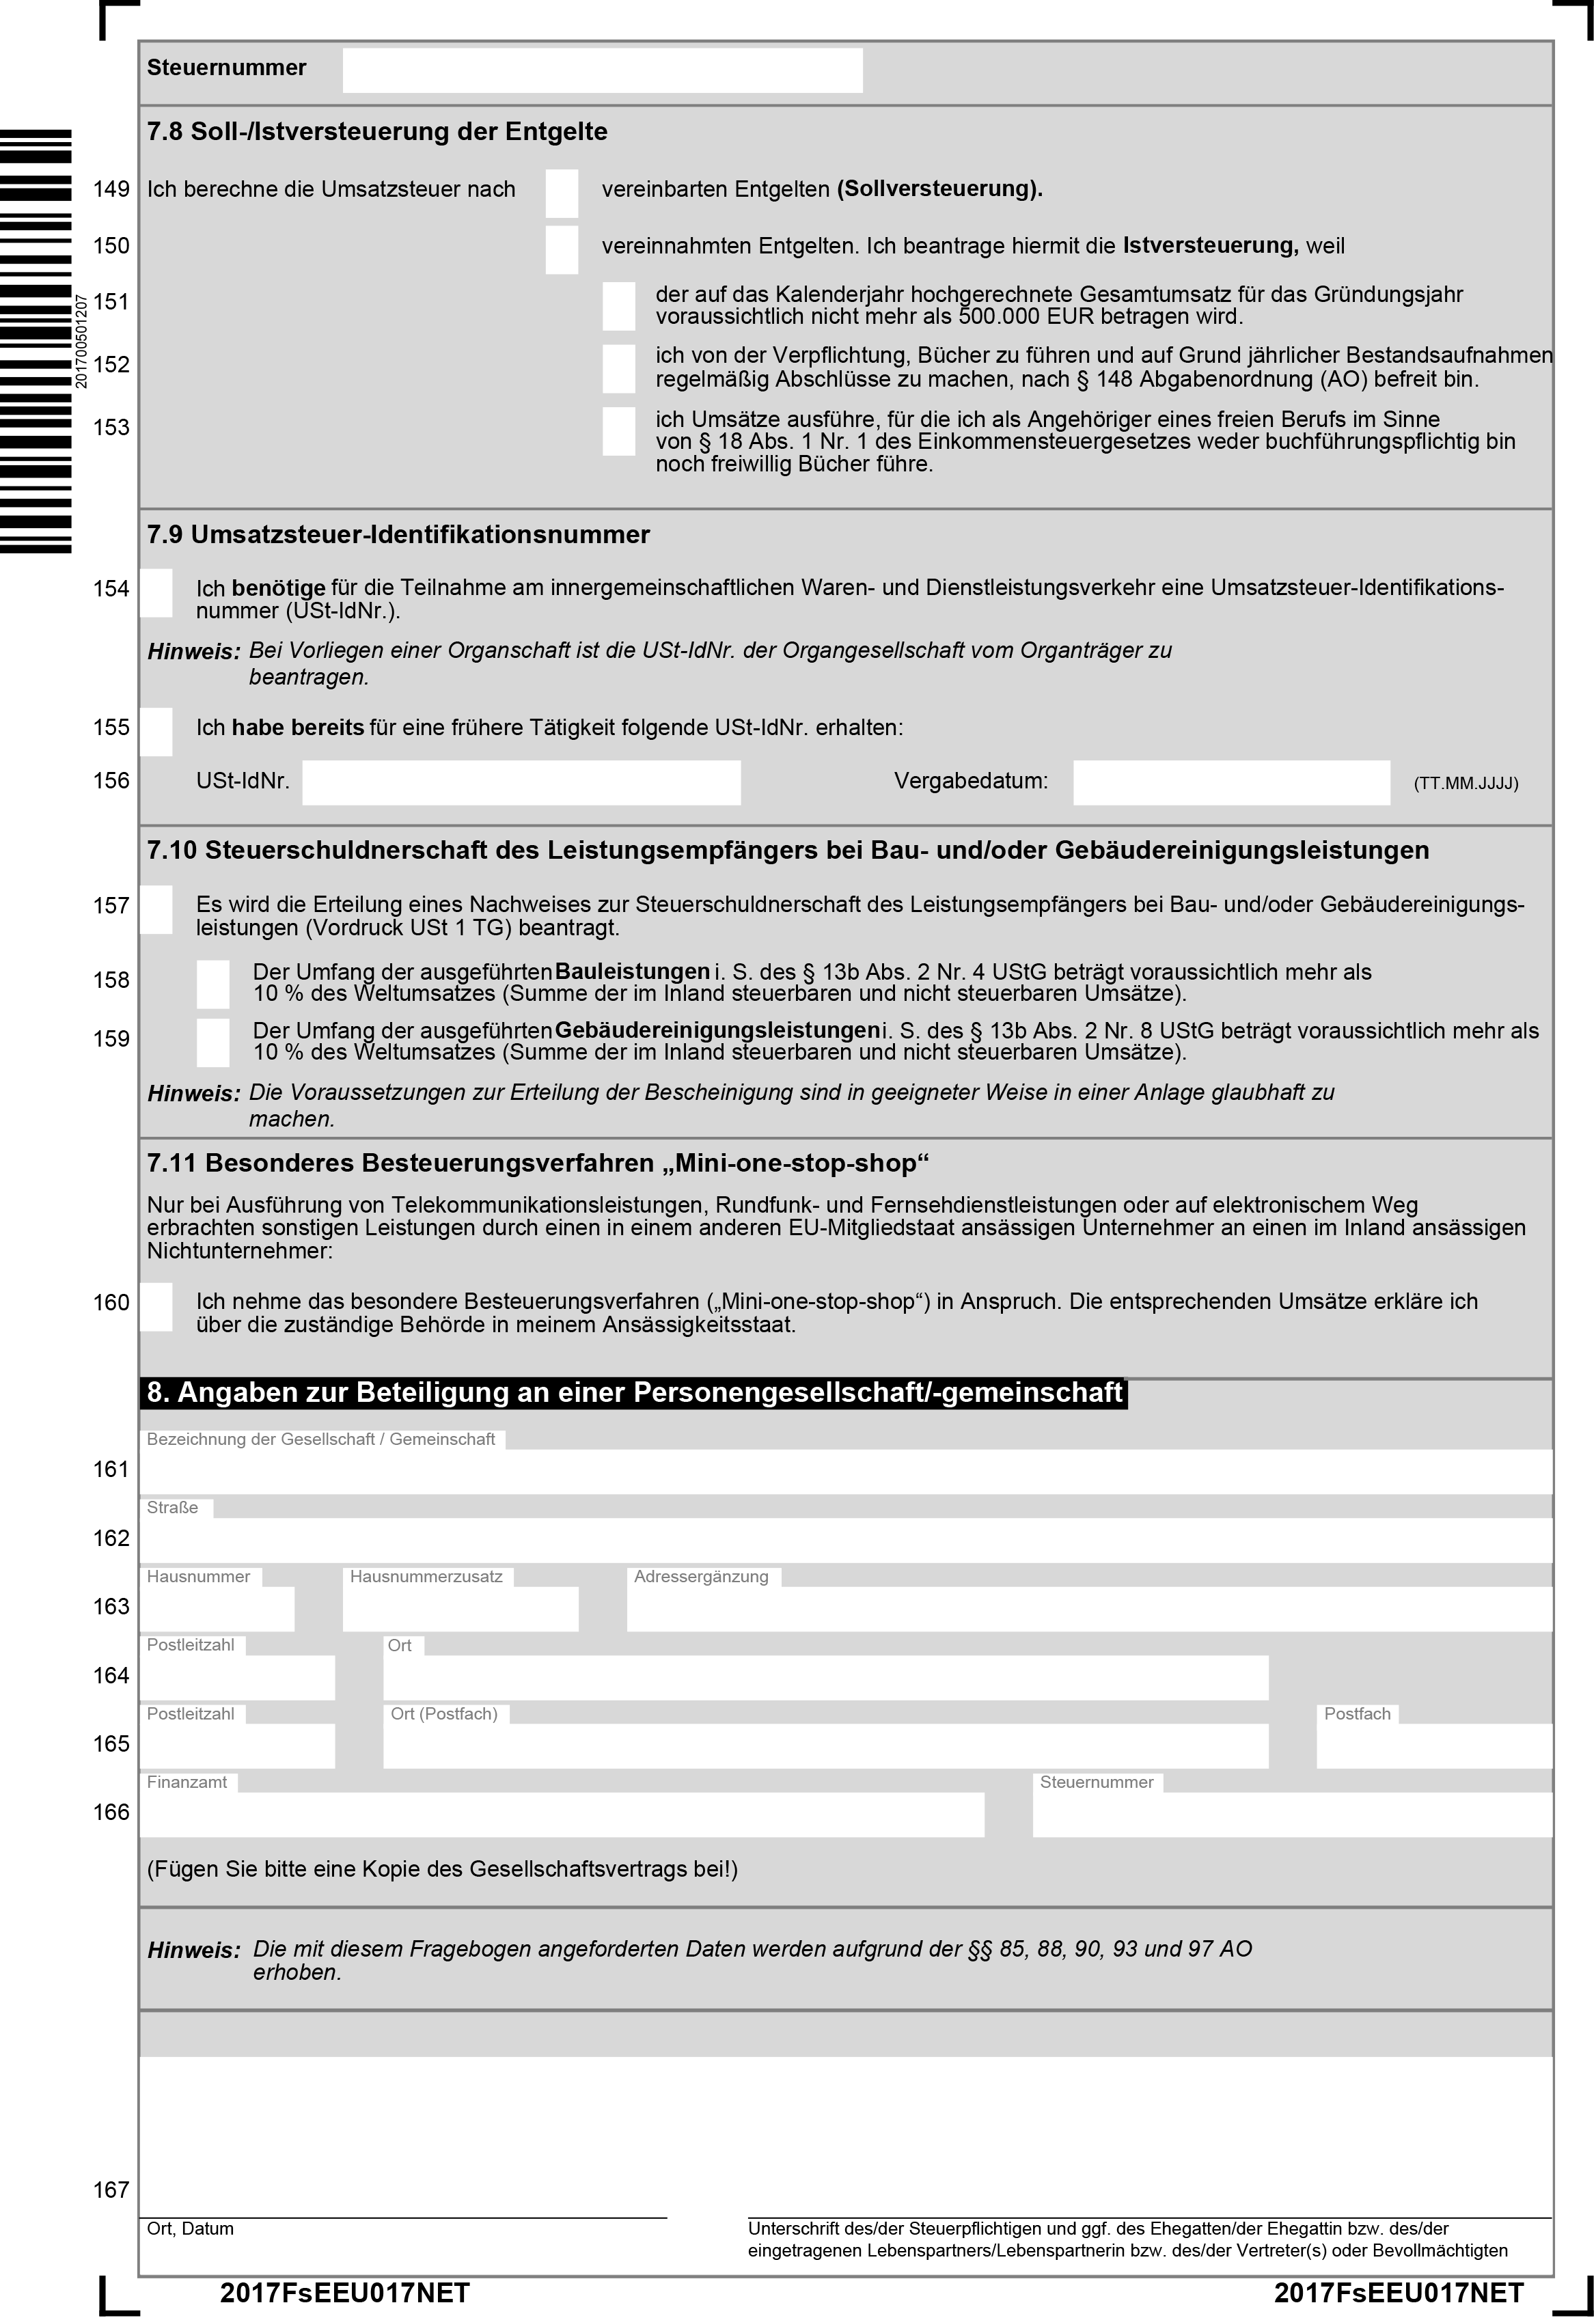 Steuernummer
7.8 Soll-/Istversteuerung der Entgelte
149 Ich berechne die Umsatzsteuer nach vereinbarten Entgelten (Sollversteuerung).
150 vereinnahmten Entgelten. Ich beantrage hiermit die Istversteuerung, weil
151 der auf das Kalenderjahr hochgerechnete Gesamtumsatz für das Gründungsjahr
voraussichtlich nicht mehr als 500.000 EUR betragen wird.
201700501207
152 ich von der Verpflichtung, Bücher zu führen und auf Grund jährlicher Bestandsaufnahmen
regelmäßig Abschlüsse zu machen, nach § 148 Abgabenordnung (AO) befreit bin.
153 ich Umsätze ausführe, für die ich als Angehöriger eines freien Berufs im Sinne
von § 18 Abs. 1 Nr. 1 des Einkommensteuergesetzes weder buchführungspflichtig bin
noch freiwillig Bücher führe.
7.9 Umsatzsteuer-Identifikationsnummer
154 Ich benötige für die Teilnahme am innergemeinschaftlichen Waren- und Dienstleistungsverkehr eine Umsatzsteuer-Identifikations-
nummer (USt-IdNr.).
Hinweis: Bei Vorliegen einer Organschaft ist die USt-IdNr. der Organgesellschaft vom Organträger zu
beantragen.
155 Ich habe bereits für eine frühere Tätigkeit folgende USt-IdNr. erhalten:
156 USt-IdNr. Vergabedatum: (TT.MM.JJJJ)
7.10 Steuerschuldnerschaft des Leistungsempfängers bei Bau- und/oder Gebäudereinigungsleistungen
157 Es wird die Erteilung eines Nachweises zur Steuerschuldnerschaft des Leistungsempfängers bei Bau- und/oder Gebäudereinigungs-
leistungen (Vordruck USt 1 TG) beantragt.
158 Der Umfang der ausgeführten Bauleistungen i. S. des § 13b Abs. 2 Nr. 4 UStG beträgt voraussichtlich mehr als
10 % des Weltumsatzes (Summe der im Inland steuerbaren und nicht steuerbaren Umsätze).
159 Der Umfang der ausgeführten Gebäudereinigungsleistungen i. S. des § 13b Abs. 2 Nr. 8 UStG beträgt voraussichtlich mehr als
10 % des Weltumsatzes (Summe der im Inland steuerbaren und nicht steuerbaren Umsätze).
Hinweis: Die Voraussetzungen zur Erteilung der Bescheinigung sind in geeigneter Weise in einer Anlage glaubhaft zu
machen.
7.11 Besonderes Besteuerungsverfahren „Mini-one-stop-shop“
Nur bei Ausführung von Telekommunikationsleistungen, Rundfunk- und Fernsehdienstleistungen oder auf elektronischem Weg
erbrachten sonstigen Leistungen durch einen in einem anderen EU-Mitgliedstaat ansässigen Unternehmer an einen im Inland ansässigen
Nichtunternehmer:
160 Ich nehme das besondere Besteuerungsverfahren („Mini-one-stop-shop“) in Anspruch. Die entsprechenden Umsätze erkläre ich
über die zuständige Behörde in meinem Ansässigkeitsstaat.
8. Angaben zur Beteiligung an einer Personengesellschaft/-gemeinschaft
Bezeichnung der Gesellschaft / Gemeinschaft
161
Straße
162
Hausnummer Hausnummerzusatz Adressergänzung
163
Postleitzahl Ort
164
Postleitzahl Ort (Postfach) Postfach
165
Finanzamt Steuernummer
166
(Fügen Sie bitte eine Kopie des Gesellschaftsvertrags bei!)
Hinweis: Die mit diesem Fragebogen angeforderten Daten werden aufgrund der §§ 85, 88, 90, 93 und 97 AO
erhoben.
167
Ort, Datum Unterschrift des/der Steuerpflichtigen und ggf. des Ehegatten/der Ehegattin bzw. des/der
eingetragenen Lebenspartners/Lebenspartnerin bzw. des/der Vertreter(s) oder Bevollmächtigten
2017FsEEU017NET 2017FsEEU017NET